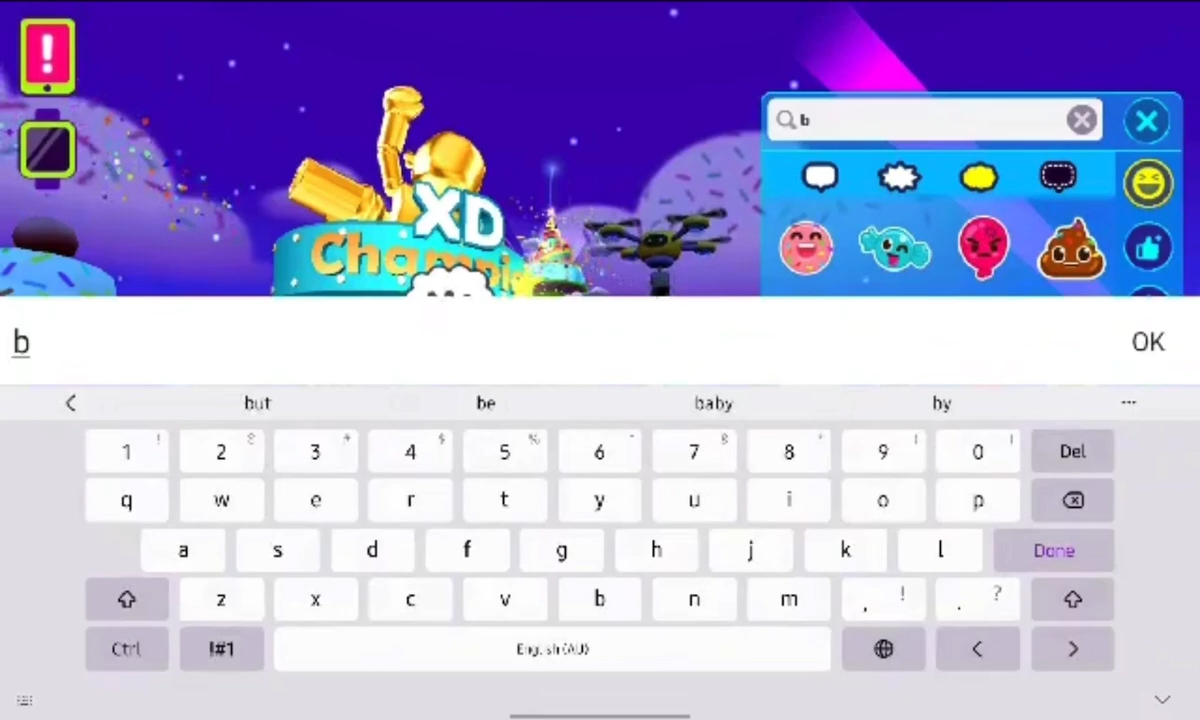 !
b
XD
Champi
b
OK
but be baby by ...
1 ! 2 3 # 4 $ 5 % 6 7 8 9 0 Del
q w e r t y u i o p
a s d f g h j k l Done
z x c v b n m , ! . ?
Ctrl !#1 English (AU) < >